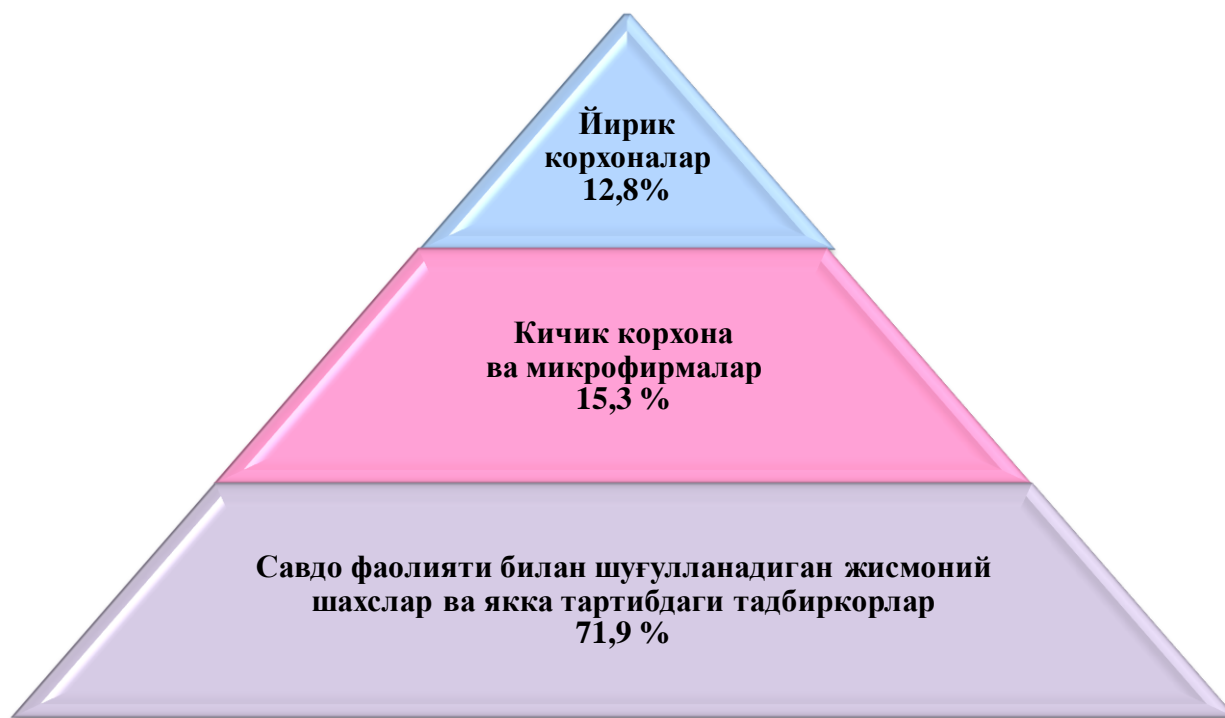 Йирик
корхоналар
12,8%
Кичик корхона
ва микрофирмалар
15,3 %
Савдо фаолияти билан шуғулланадиган жисмоний
шахслар ва якка тартибдаги тадбиркорлар
71,9 %